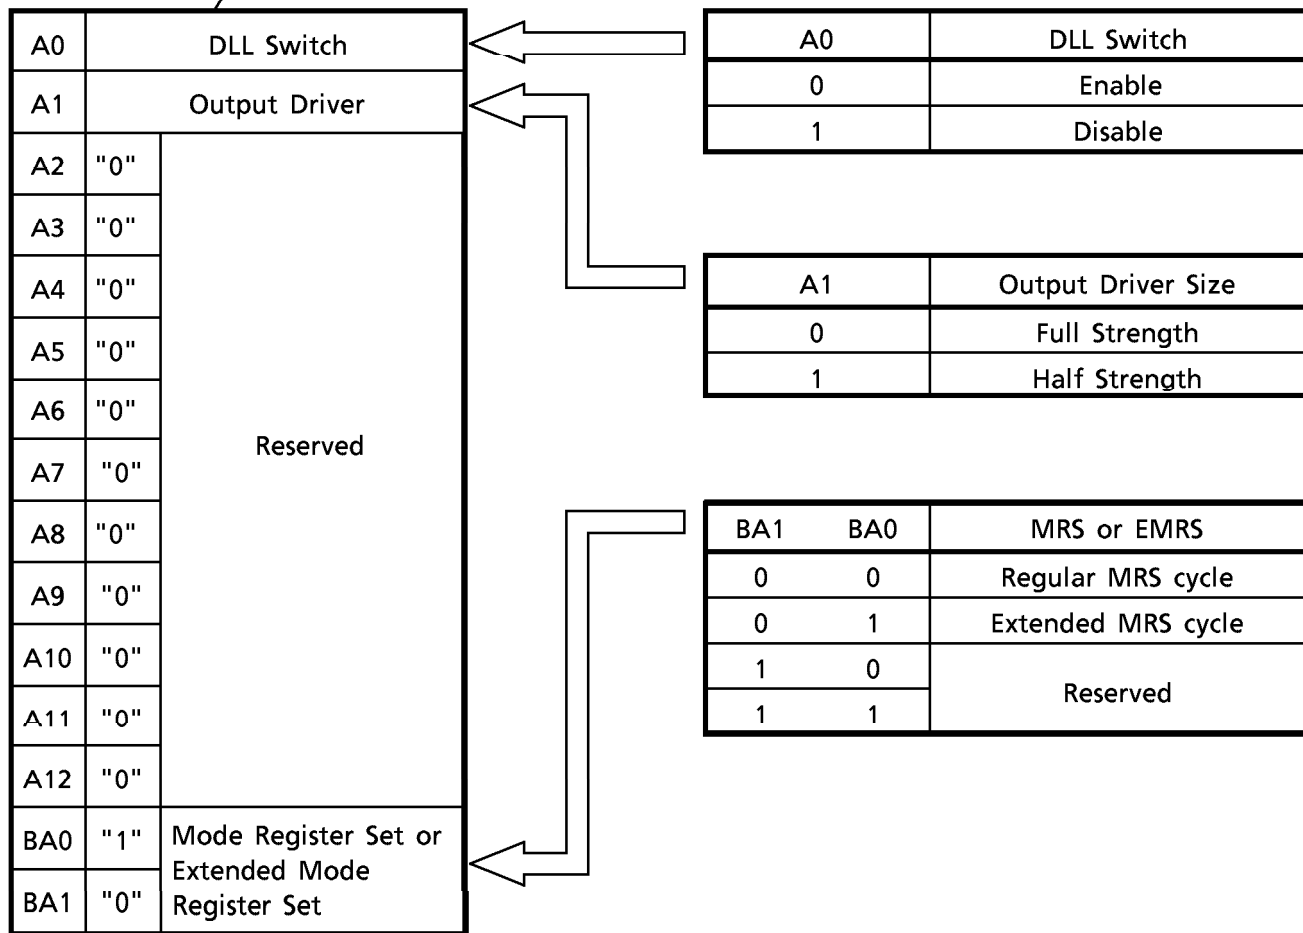 A0 DLL Switch
A1 Output Driver
A2 "0"
A3 "0"
A4 "0"
A5 "0"
A6 "0"
Reserved
A7 "0"
A8 "0"
A9 "0"
A10 "0"
A11 "0"
A12 "0"
BA0 "1" Mode Register Set or
Extended Mode
BA1 "0" Register Set
A0 DLL Switch
0 Enable
1 Disable
A1 Output Driver Size
0 Full Strength
1 Half Strength
BA1 BA0 MRS or EMRS
0 0 Regular MRS cycle
0 1 Extended MRS cycle
1 0
Reserved
1 1